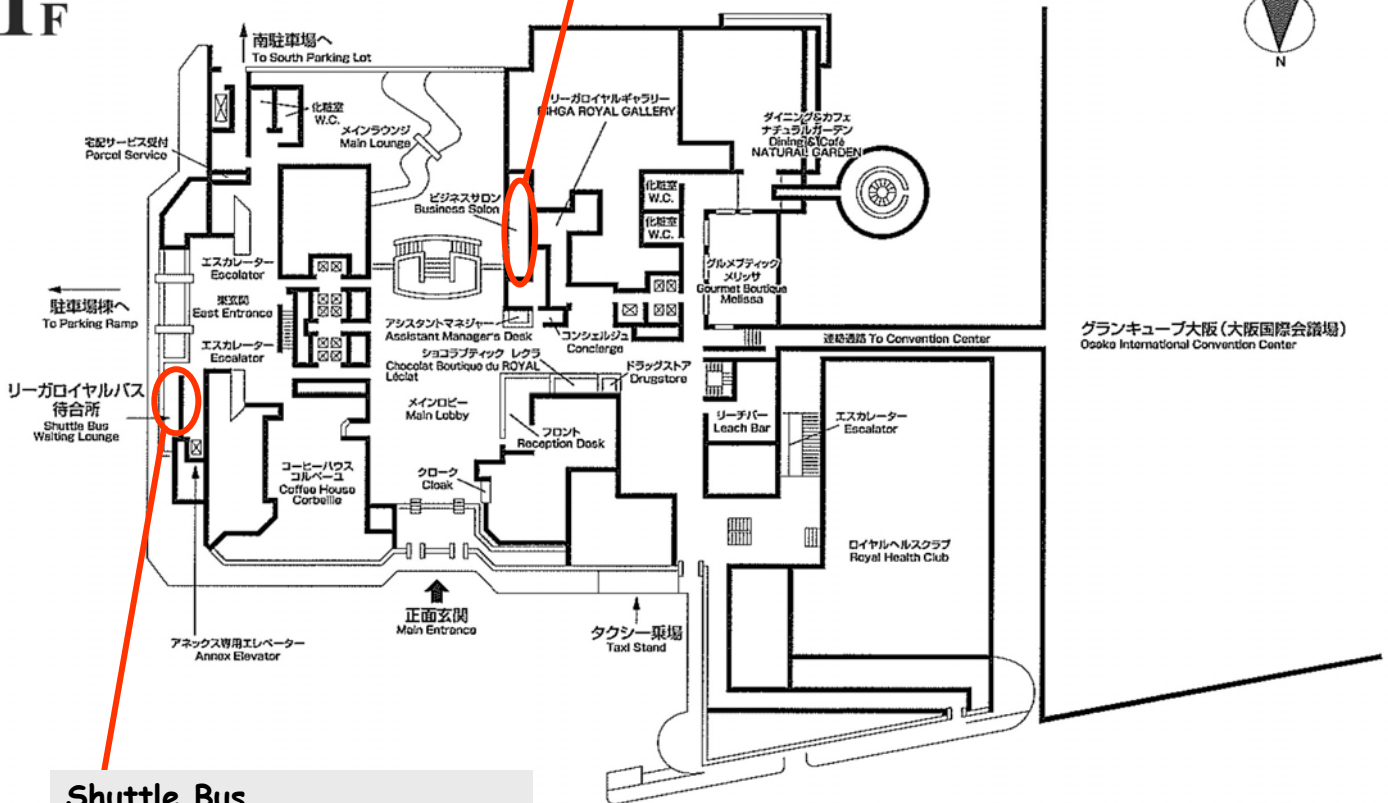 1F
N
南駐車場へ
To South Parking Lot
化粧室
W.C.
宅配サービス受付
Parcel Service
メインラウンジ
Main Lounge
リーガロイヤルギャラリー
RIHGA ROYAL GALLERY
ダイニング&カフェ
ナチュラルガーデン
Dining & Café
NATURAL GARDEN
ビジネスサロン
Business Salon
化粧室
W.C.
化粧室
W.C.
エスカレーター
Escalator
グルメブティック
メリッサ
Gourmet Boutique
Melissa
駐車場棟へ
To Parking Ramp
東玄関
East Entrance
アシスタントマネジャー
Assistant Manager's Desk
コンシェルジュ
Concierge
連絡通路 To Convention Center
グランキューブ大阪(大阪国際会議場)
Osaka International Convention Center
エスカレーター
Escalator
ショコラブティック レクラ
Chocolat Boutique du ROYAL
Léclat
ドラッグストア
Drugstore
リーガロイヤルバス
待合所
Shuttle Bus
Waiting Lounge
メインロビー
Main Lobby
リーチバー
Leach Bar
エスカレーター
Escalator
フロント
Reception Desk
コーヒーハウス
コルベーユ
Coffee House
Corbeille
クローク
Cloak
ロイヤルヘルスクラブ
Royal Health Club
正面玄関
Main Entrance
タクシー乗場
Taxi Stand
アネックス専用エレベーター
Annex Elevator
Shuttle Bus